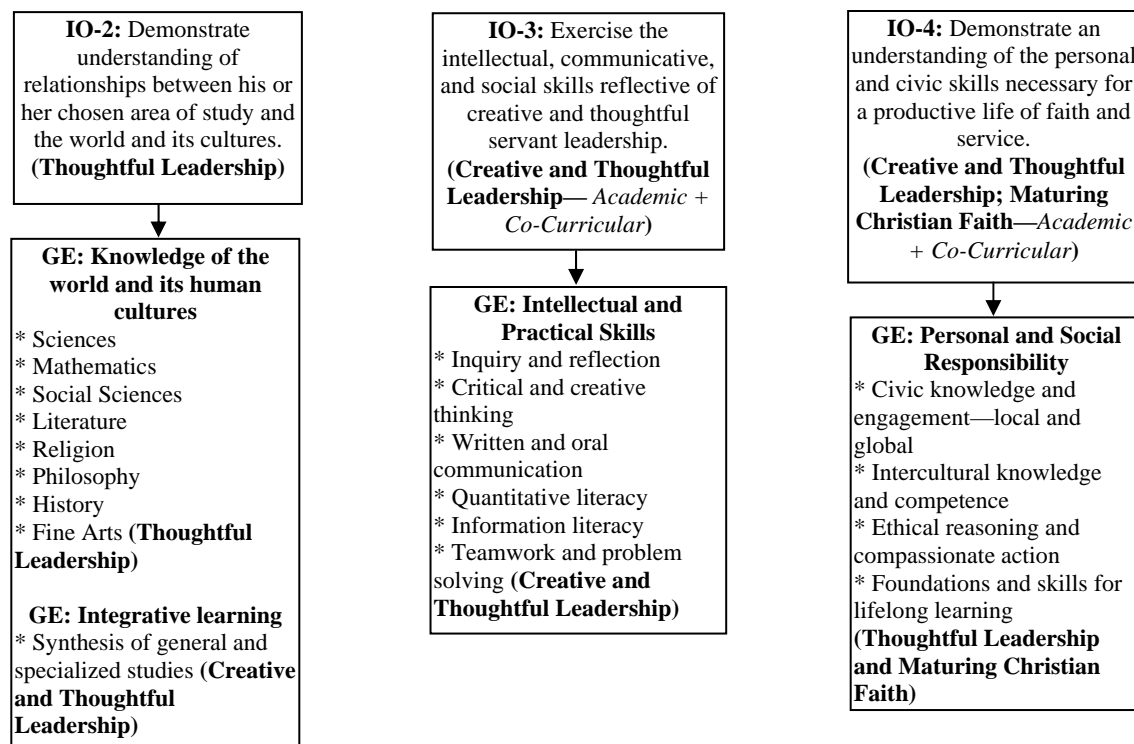 IO-2: Demonstrate
understanding of
relationships between his or
her chosen area of study and
the world and its cultures.
(Thoughtful Leadership)
GE: Knowledge of the
world and its human
cultures
* Sciences
* Mathematics
* Social Sciences
* Literature
* Religion
* Philosophy
* History
* Fine Arts (Thoughtful
Leadership)
GE: Integrative learning
* Synthesis of general and
specialized studies (Creative
and Thoughtful
Leadership)
IO-3: Exercise the
intellectual, communicative,
and social skills reflective of
creative and thoughtful
servant leadership.
(Creative and Thoughtful
Leadership— Academic +
Co-Curricular)
GE: Intellectual and
Practical Skills
* Inquiry and reflection
* Critical and creative
thinking
* Written and oral
communication
* Quantitative literacy
* Information literacy
* Teamwork and problem
solving (Creative and
Thoughtful Leadership)
IO-4: Demonstrate an
understanding of the personal
and civic skills necessary for
a productive life of faith and
service.
(Creative and Thoughtful
Leadership; Maturing
Christian Faith—Academic
+ Co-Curricular)
GE: Personal and Social
Responsibility
* Civic knowledge and
engagement—local and
global
* Intercultural knowledge
and competence
* Ethical reasoning and
compassionate action
* Foundations and skills for
lifelong learning
(Thoughtful Leadership
and Maturing Christian
Faith)